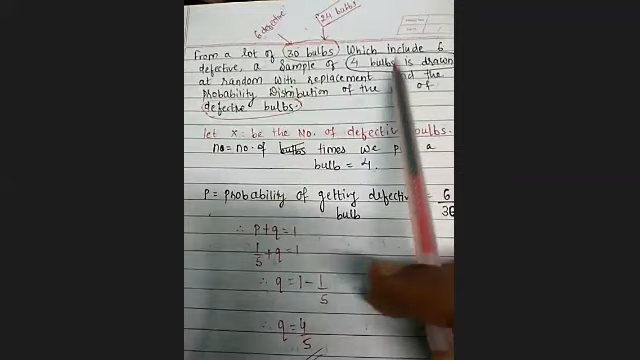 6 defective
24 bulbs
From a lot of (30 bulbs) Which include 6
defective, a Sample of (4 bulbs is drawn
at random with replacement find the
Probability Distribution of the of
defective bulbs.
let x: be the No. of defective bulbs.
n = no. of bulbs times we a
bulb = 4.
P = Probability of getting defective = 6/30
bulb
∴ P + q = 1
1/5 + q = 1
∴ q = 1 - 1/5
∴ q = 4/5